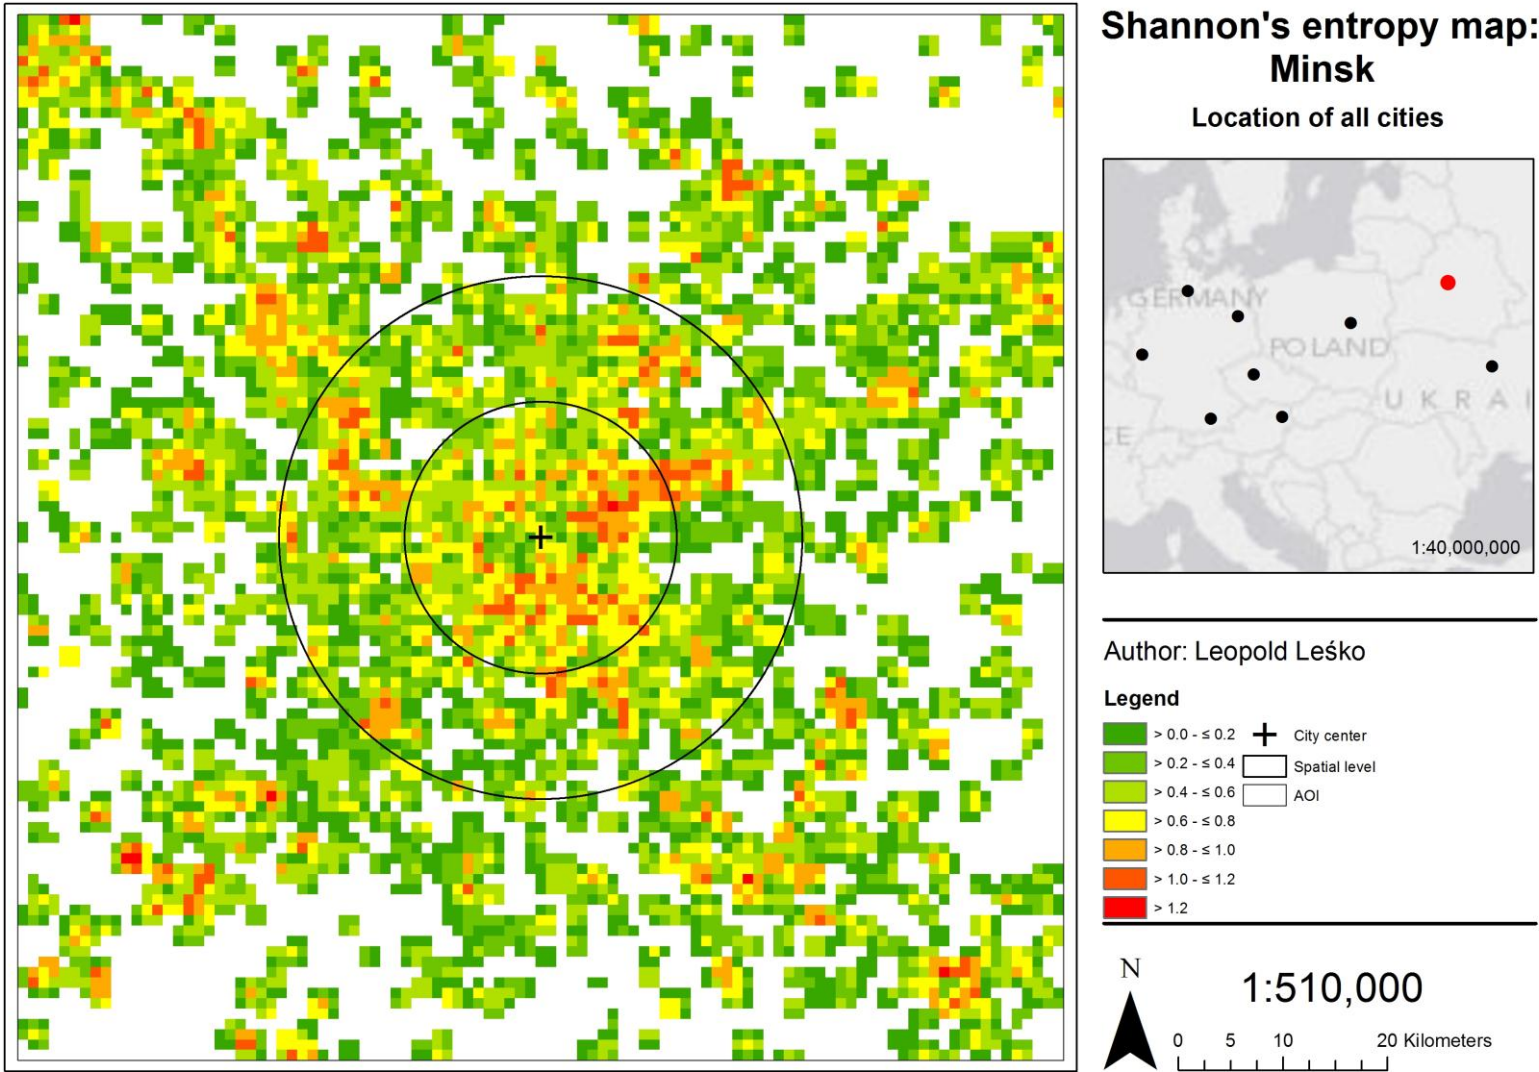 Shannon's entropy map:
Minsk
Location of all cities
GERMANY
POLAND
UKRAI
CE
1:40,000,000
Author: Leopold Leśko
Legend
> 0.0 - ≤ 0.2
> 0.2 - ≤ 0.4
> 0.4 - ≤ 0.6
> 0.6 - ≤ 0.8
> 0.8 - ≤ 1.0
> 1.0 - ≤ 1.2
> 1.2
City center
Spatial level
AOI
N
1:510,000
0 5 10 20 Kilometers